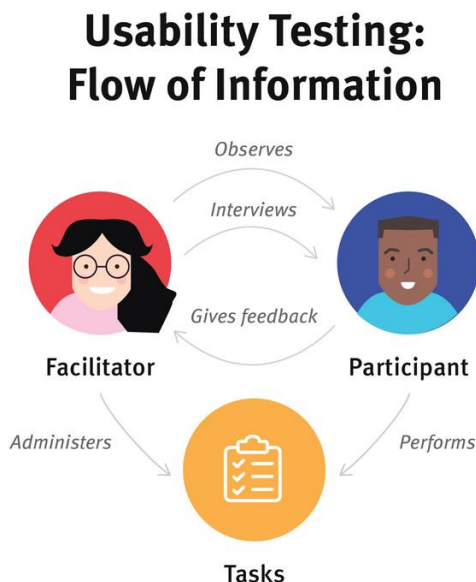 Usability Testing:
Flow of Information
Observes
Interviews
Gives feedback
Facilitator
Participant
Administers
Performs
Tasks